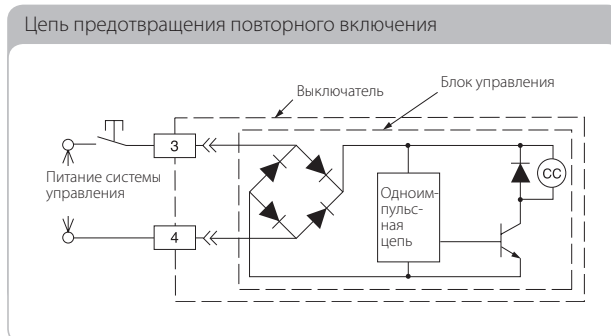 Цепь предотвращения повторного включения
Выключатель
Блок управления
3
Питание системы
управления
4
Одноим-
пульс-
ная
цепь
CC